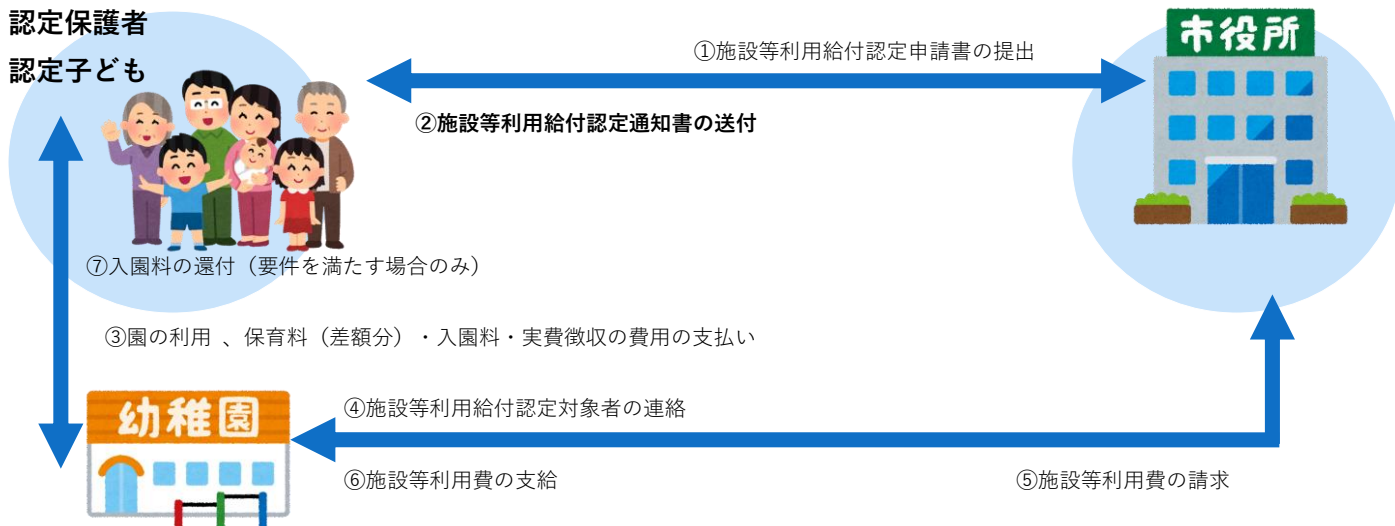 認定保護者
認定子ども
市役所
①施設等利用給付認定申請書の提出
②施設等利用給付認定通知書の送付
⑦入園料の還付（要件を満たす場合のみ）
③園の利用 、保育料（差額分）・入園料・実費徴収の費用の支払い
幼稚園
④施設等利用給付認定対象者の連絡
⑥施設等利用費の支給
⑤施設等利用費の請求